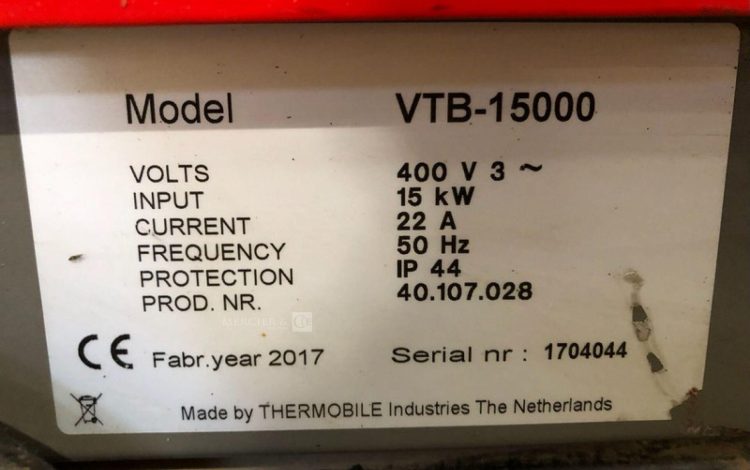 Model VTB-15000
VOLTS 400 V 3 ~
INPUT 15 kW
CURRENT 22 A
FREQUENCY 50 Hz
PROTECTION IP 44
PROD. NR. 40.107.028
MERCIER &
CE Fabr.year 2017 Serial nr : 1704044
Made by THERMOBILE Industries The Netherlands